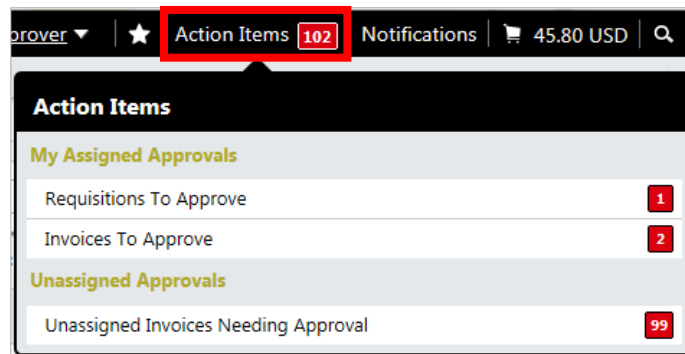 prover Action Items 102 Notifications 45.80 USD
Action Items
My Assigned Approvals
Requisitions To Approve 1
Invoices To Approve 2
Unassigned Approvals
Unassigned Invoices Needing Approval 99